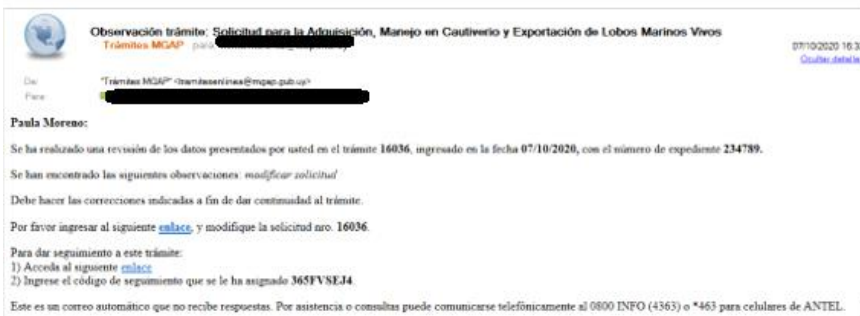 Observación trámite: Solicitud para la Adquisición, Manejo en Cautiverio y Exportación de Lobos Marinos Vivos
Trámites MGAP para
07/10/2020 16:3
Ocultar detalle
De: "Trámites MGAP" <tramitesenlinea@mgap.gub.uy>
Para:
Paula Moreno:
Se ha realizado una revisión de los datos presentados por usted en el trámite 16036, ingresado en la fecha 07/10/2020, con el número de expediente 234789.
Se han encontrado las siguientes observaciones: modificar solicitud
Debe hacer las correcciones indicadas a fin de dar continuidad al trámite.
Por favor ingresar al siguiente enlace, y modifique la solicitud nro. 16036.
Para dar seguimiento a este trámite:
1) Acceda al siguiente enlace
2) Ingrese el código de seguimiento que se le ha asignado 365FVSEJ4.
Este es un correo automático que no recibe respuestas. Por asistencia o consultas puede comunicarse telefónicamente al 0800 INFO (4363) o *463 para celulares de ANTEL.